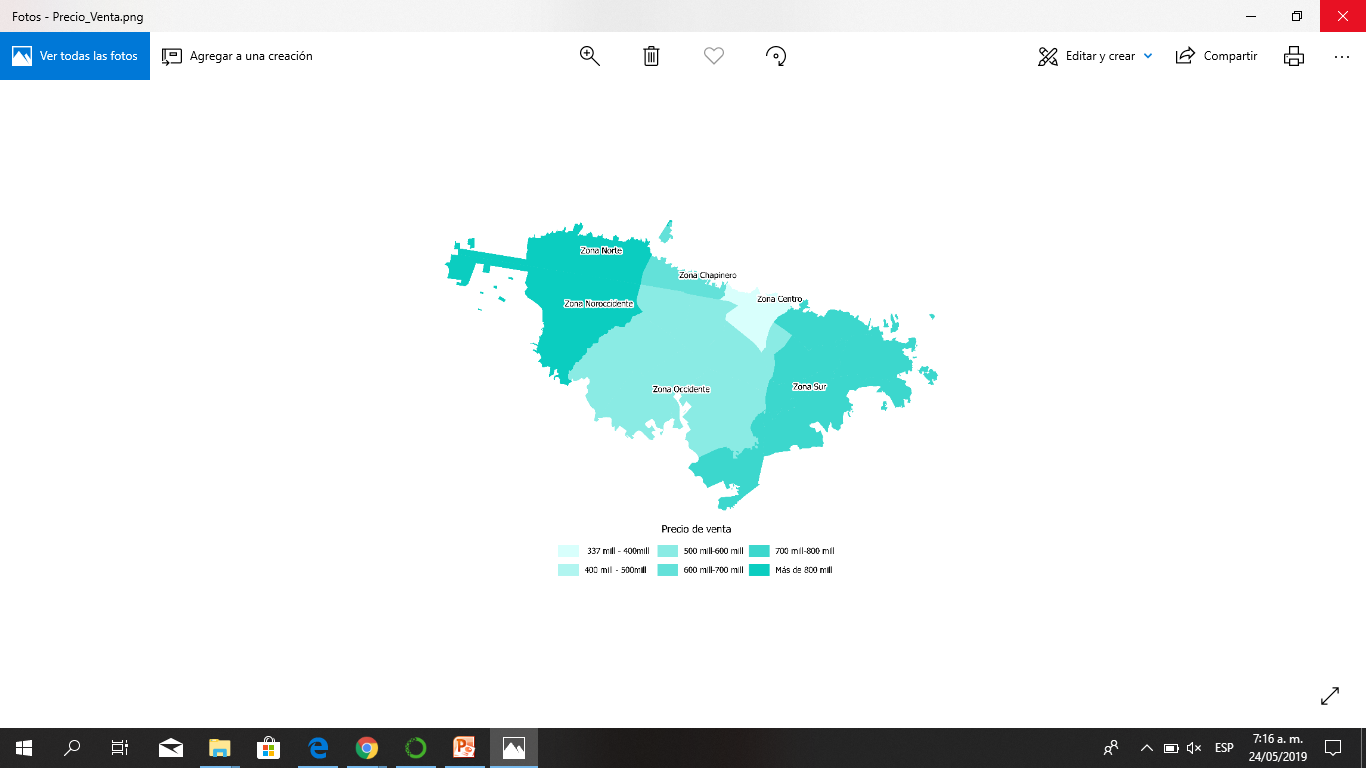 Fotos - Precio_Venta.png
Ver todas las fotos
Agregar a una creación
Editar y crear
Compartir
Zona Norte
Zona Chapinero
Zona Centro
Zona Noroccidente
Zona Occidente
Zona Sur
Precio de venta
337 mill - 400mill
500 mill-600 mill
700 mill-800 mill
400 mill - 500mill
600 mill-700 mill
Más de 800 mill
ESP
7:16 a. m.
24/05/2019